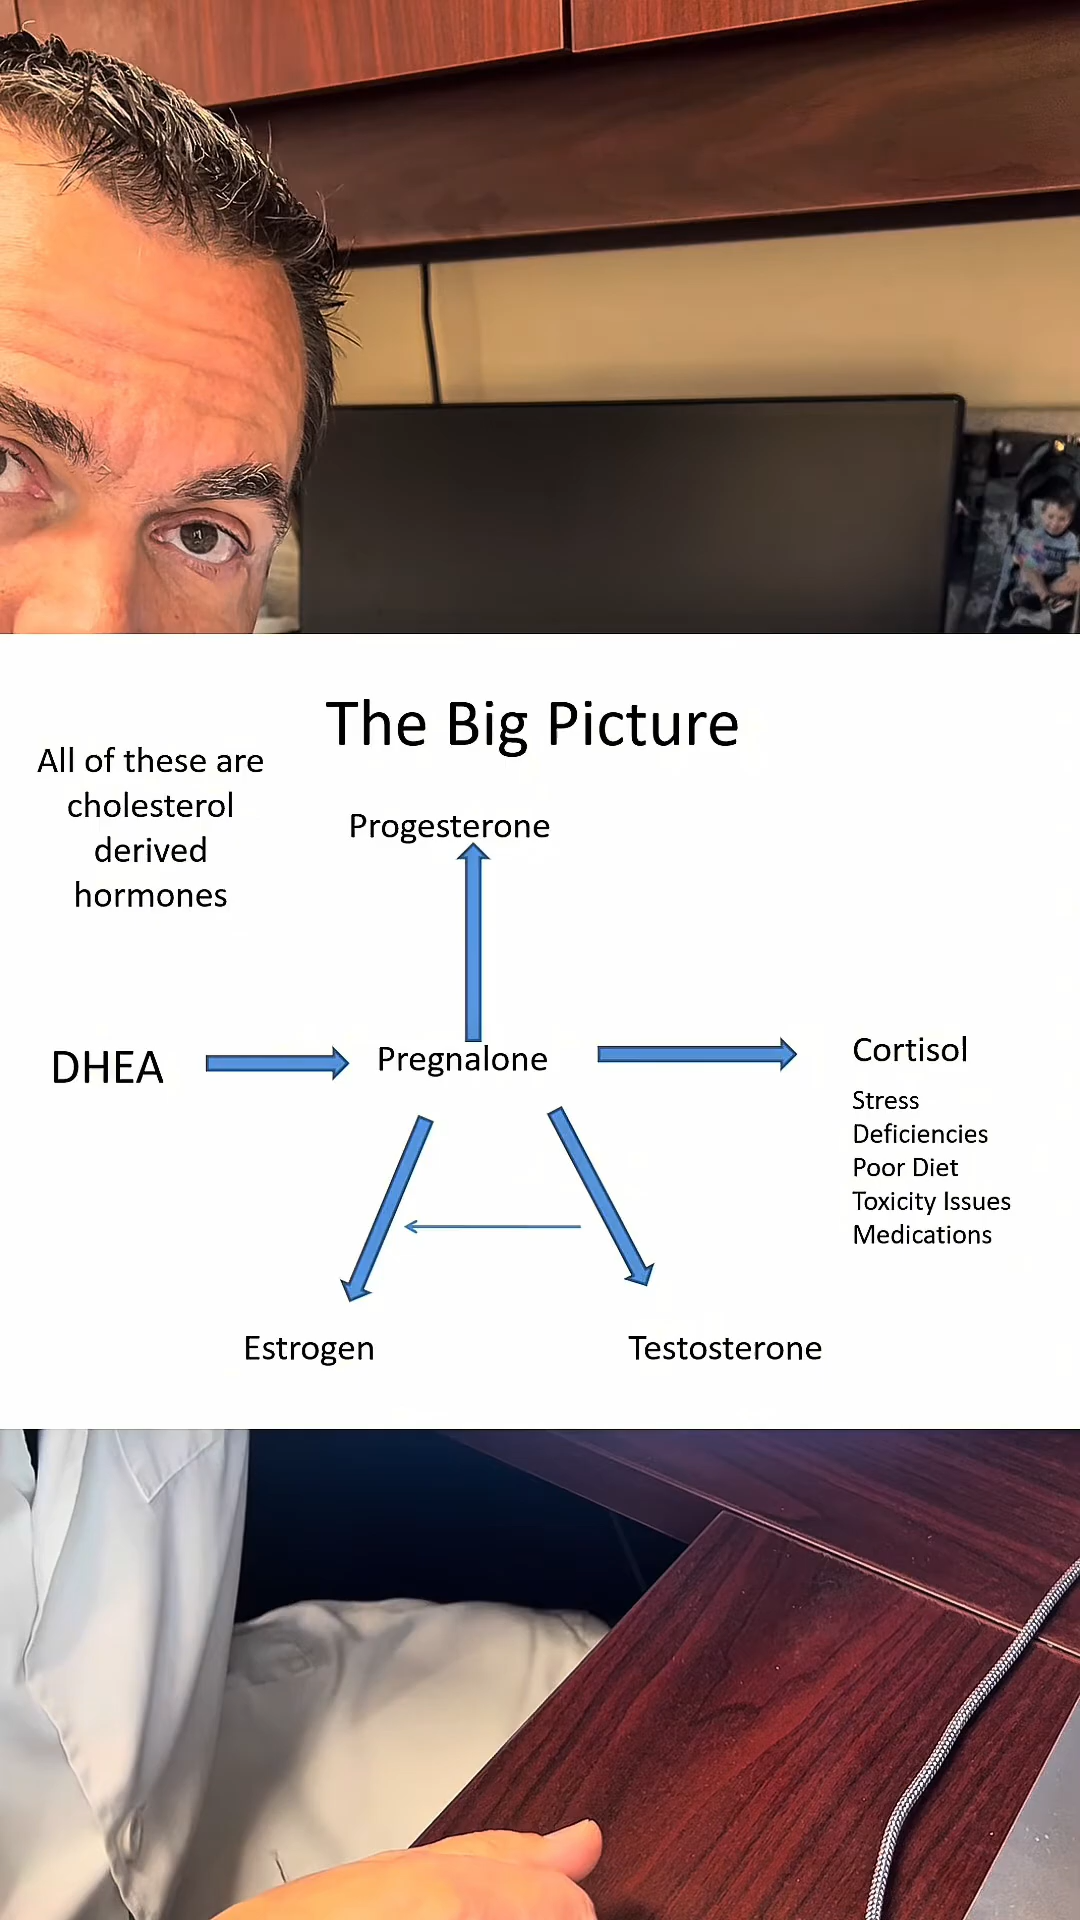 The Big Picture
All of these are
cholesterol
derived
hormones
Progesterone
DHEA
Pregnalone
Cortisol
Stress
Deficiencies
Poor Diet
Toxicity Issues
Medications
Estrogen
Testosterone